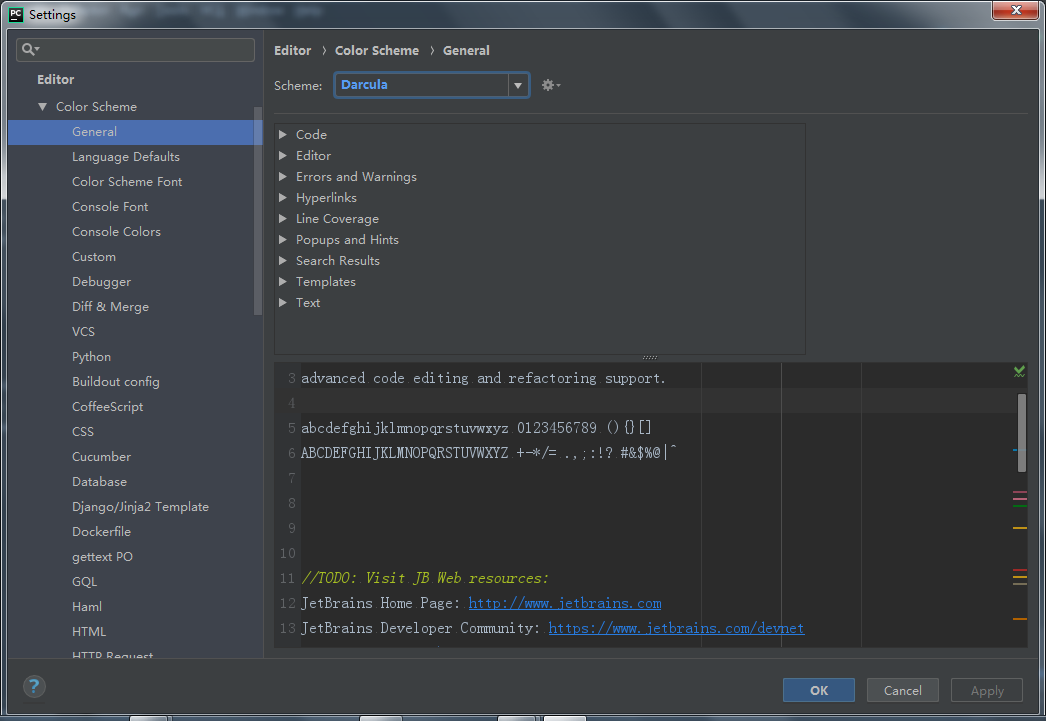 PC
Settings
Editor
Color Scheme
General
Language Defaults
Color Scheme Font
Console Font
Console Colors
Custom
Debugger
Diff & Merge
VCS
Python
Buildout config
CoffeeScript
CSS
Cucumber
Database
Django/Jinja2 Template
Dockerfile
gettext PO
GQL
Haml
HTML
HTTP Request
Editor › Color Scheme › General
Scheme: Darcula
Code
Editor
Errors and Warnings
Hyperlinks
Line Coverage
Popups and Hints
Search Results
Templates
Text
3 advanced code editing and refactoring support.
4
5 abcdefghijklmnopqrstuvwxyz 0123456789 (){}[]
6 ABCDEFGHIJKLMNOPQRSTUVWXYZ +-*/= .,;:!? #&$%@|^
7
8
9
10
11 //TODO: Visit JB Web resources:
12 JetBrains Home Page: http://www.jetbrains.com
13 JetBrains Developer Community: https://www.jetbrains.com/devnet
?
OK
Cancel
Apply